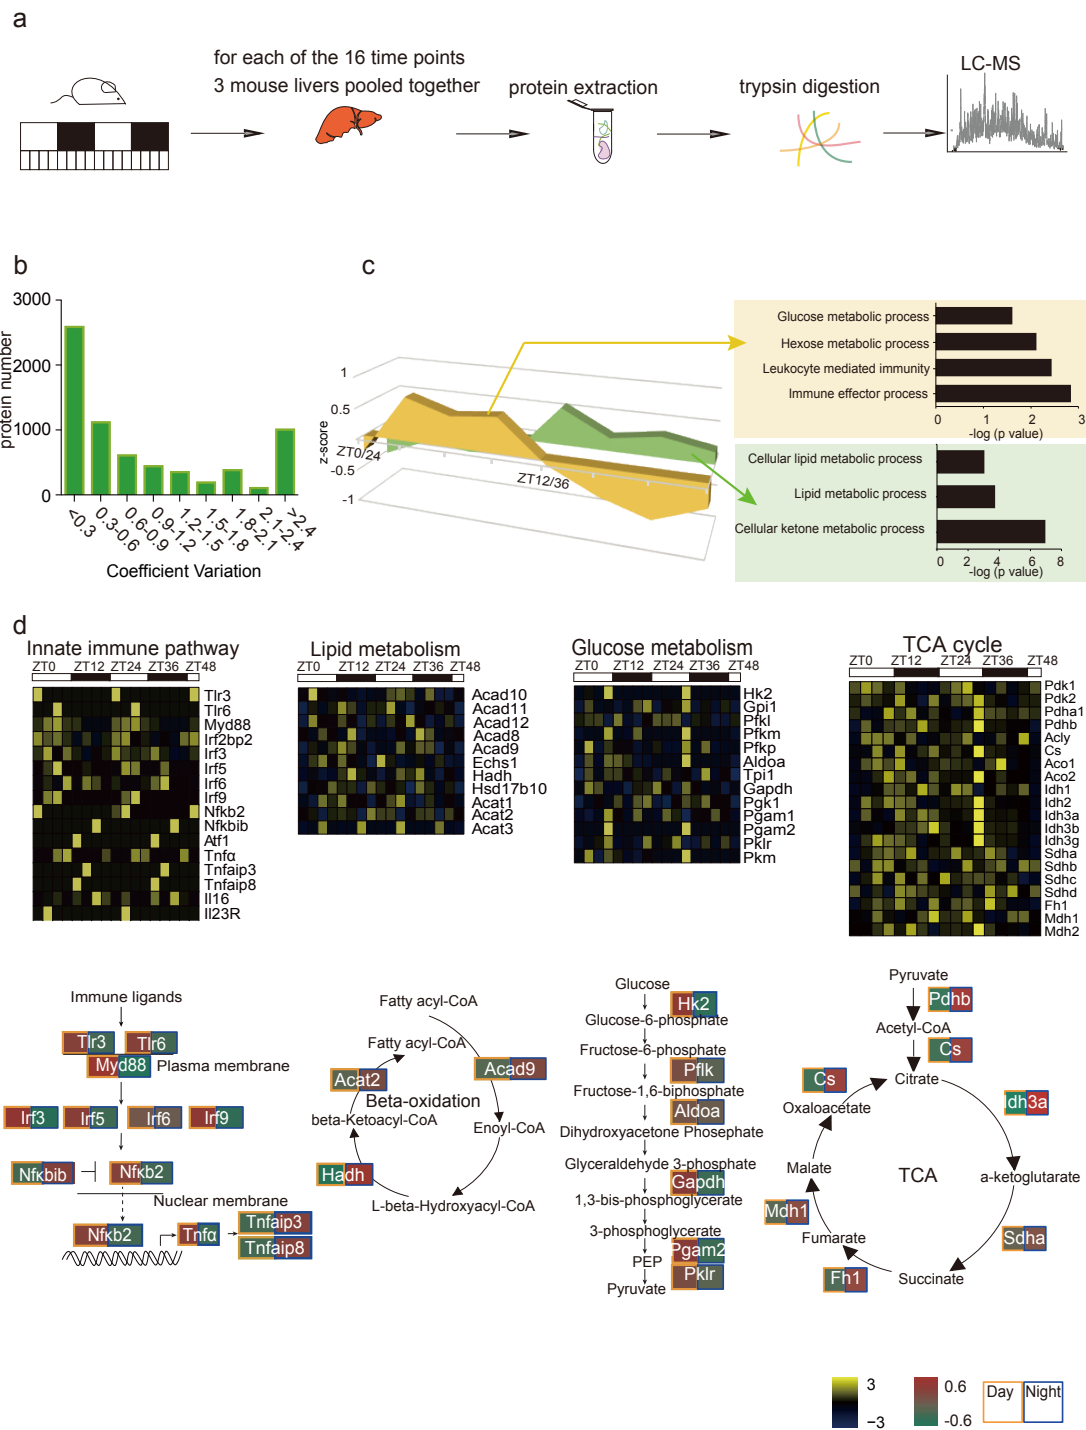 a
for each of the 16 time points
3 mouse livers pooled together
protein extraction
trypsin digestion
LC-MS
b
protein number
3000
2000
1000
0
<0.3
0.3-0.6
0.6-0.9
0.9-1.2
1.2-1.5
1.5-1.8
1.8-2.1
2.1-2.4
>2.4
Coefficient Variation
c
z-score
1
0.5
-0.5
-1
ZT0/24
ZT12/36
Glucose metabolic process
Hexose metabolic process
Leukocyte mediated immunity
Immune effector process
0 1 2 3
-log (p value)
Cellular lipid metabolic process
Lipid metabolic process
Cellular ketone metabolic process
0 2 4 6 8
-log (p value)
d
Innate immune pathway
ZT0 ZT12 ZT24 ZT36 ZT48
Tlr3
Tlr6
Myd88
Irf2bp2
Irf3
Irf5
Irf6
Irf9
Nfkb2
Nfkbib
Atf1
Tnfα
Tnfaip3
Tnfaip8
Il16
Il23R
Lipid metabolism
ZT0 ZT12 ZT24 ZT36 ZT48
Acad10
Acad11
Acad12
Acad8
Acad9
Echs1
Hadh
Hsd17b10
Acat1
Acat2
Acat3
Glucose metabolism
ZT0 ZT12 ZT24 ZT36 ZT48
Hk2
Gpi1
Pfkl
Pfkm
Pfkp
Aldoa
Tpi1
Gapdh
Pgk1
Pgam1
Pgam2
Pklr
Pkm
TCA cycle
ZT0 ZT12 ZT24 ZT36 ZT48
Pdk1
Pdk2
Pdha1
Pdhb
Acly
Cs
Aco1
Aco2
Idh1
Idh2
Idh3a
Idh3b
Idh3g
Sdha
Sdhb
Sdhc
Sdhd
Fh1
Mdh1
Mdh2
Immune ligands
Tlr3 Tlr6
Myd88 Plasma membrane
Irf3 Irf5 Irf6 Irf9
Nfκbib Nfκb2
Nuclear membrane
Nfκb2 Tnfα Tnfaip3
Tnfaip8
Fatty acyl-CoA
Fatty acyl-CoA
Acat2 Acad9
Beta-oxidation
beta-Ketoacyl-CoA
Enoyl-CoA
Hadh
L-beta-Hydroxyacyl-CoA
Glucose
Hk2
Glucose-6-phosphate
Fructose-6-phosphate
Pflk
Fructose-1,6-biphosphate
Aldoa
Dihydroxyacetone Phosephate
Glyceraldehyde 3-phosphate
Gapdh
1,3-bis-phosphoglycerate
3-phosphoglycerate
Pgam2
PEP
Pklr
Pyruvate
Pyruvate
Pdhb
Acetyl-CoA
Cs
Cs Citrate
Oxaloacetate Idh3a
Malate TCA a-ketoglutarate
Mdh1
Fumarate Sdha
Fh1 Succinate
3
−3
0.6
-0.6
Day Night